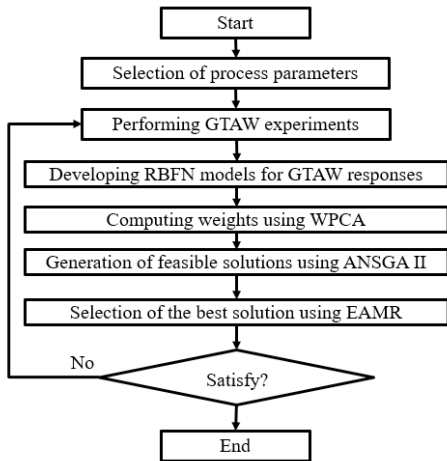 Start
Selection of process parameters
Performing GTAW experiments
Developing RBFN models for GTAW responses
Computing weights using WPCA
Generation of feasible solutions using ANSGA II
Selection of the best solution using EAMR
No
Satisfy?
End